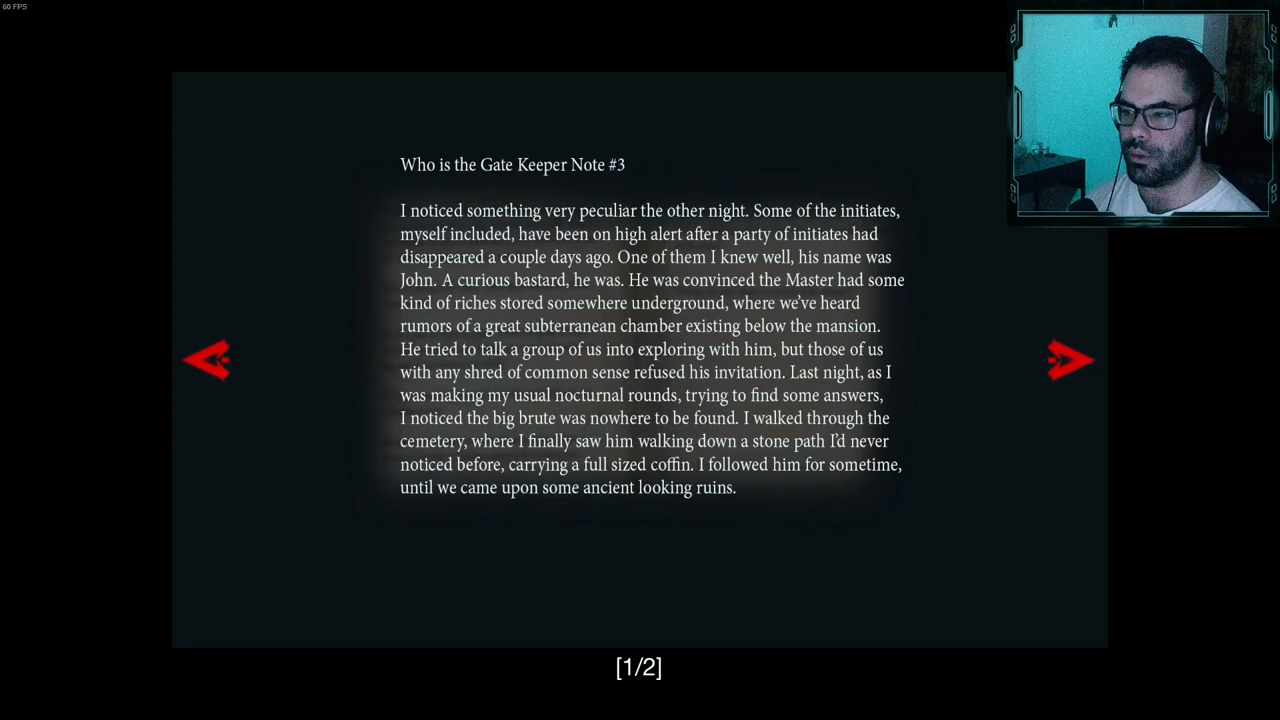 60 FPS
Who is the Gate Keeper Note #3
I noticed something very peculiar the other night. Some of the initiates,
myself included, have been on high alert after a party of initiates had
disappeared a couple days ago. One of them I knew well, his name was
John. A curious bastard, he was. He was convinced the Master had some
kind of riches stored somewhere underground, where we’ve heard
rumors of a great subterranean chamber existing below the mansion.
He tried to talk a group of us into exploring with him, but those of us
with any shred of common sense refused his invitation. Last night, as I
was making my usual nocturnal rounds, trying to find some answers,
I noticed the big brute was nowhere to be found. I walked through the
cemetery, where I finally saw him walking down a stone path I’d never
noticed before, carrying a full sized coffin. I followed him for sometime,
until we came upon some ancient looking ruins.
[1/2]